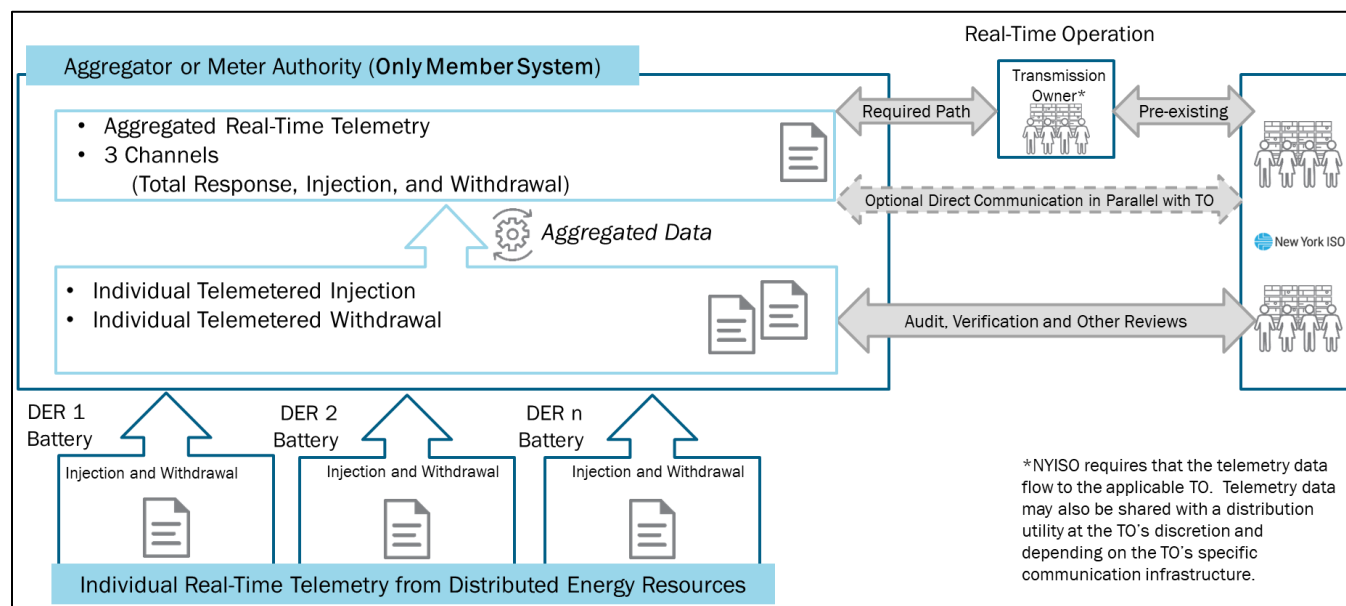 Real-Time Operation
Aggregator or Meter Authority (Only Member System)
• Aggregated Real-Time Telemetry
• 3 Channels
(Total Response, Injection, and Withdrawal)
Required Path
Transmission
Owner*
Pre-existing
Optional Direct Communication in Parallel with TO
Aggregated Data
New York ISO
• Individual Telemetered Injection
• Individual Telemetered Withdrawal
Audit, Verification and Other Reviews
DER 1
Battery
DER 2
Battery
DER n
Battery
Injection and Withdrawal
Injection and Withdrawal
Injection and Withdrawal
Individual Real-Time Telemetry from Distributed Energy Resources
*NYISO requires that the telemetry data
flow to the applicable TO. Telemetry data
may also be shared with a distribution
utility at the TO's discretion and
depending on the TO's specific
communication infrastructure.